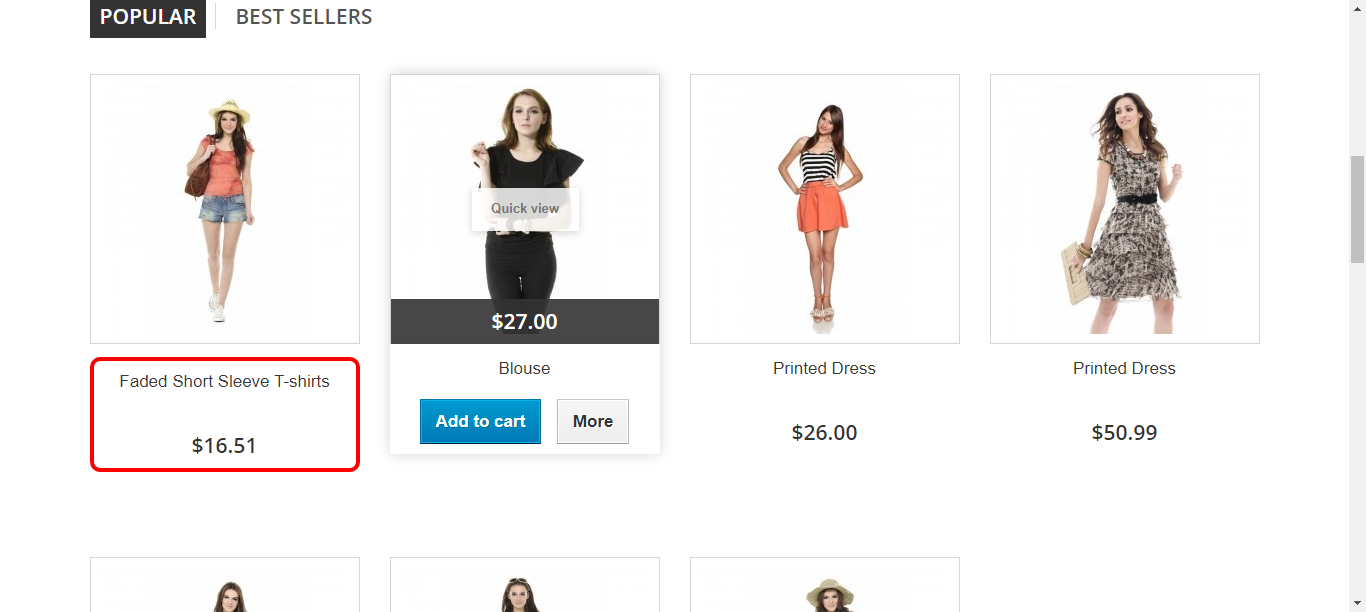 POPULAR
BEST SELLERS
Quick view
$27.00
Faded Short Sleeve T-shirts
$16.51
Blouse
Add to cart
More
Printed Dress
$26.00
Printed Dress
$50.99